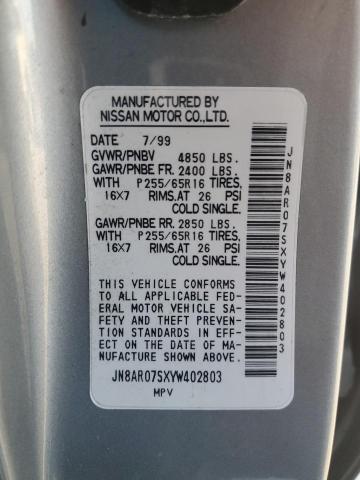 MANUFACTURED BY
NISSAN MOTOR CO.,LTD.
DATE 7/99
GVWR/PNBV 4850 LBS.
GAWR/PNBE FR. 2400 LBS.
WITH P255/65R16 TIRES,
16X7 RIMS,AT 26 PSI
COLD SINGLE.
GAWR/PNBE RR. 2850 LBS.
WITH P255/65R16 TIRES,
16X7 RIMS,AT 26 PSI
COLD SINGLE.
THIS VEHICLE CONFORMS
TO ALL APPLICABLE FED-
ERAL MOTOR VEHICLE SA-
FETY AND THEFT PREVEN-
TION STANDARDS IN EFF-
ECT ON THE DATE OF MA-
NUFACTURE SHOWN ABOVE.
JN8AR07SXYW402803
MPV
JN8AR07SXYW402803